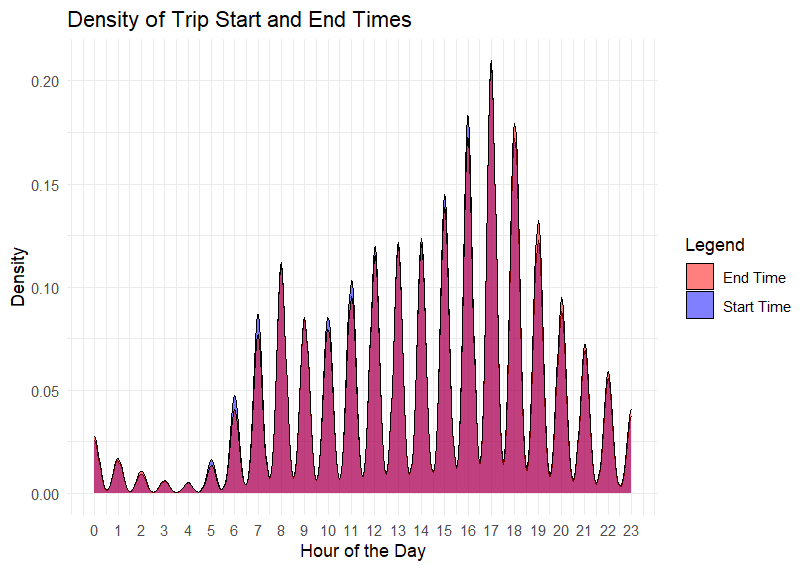 Density of Trip Start and End Times
Density
0.20
0.15
0.10
0.05
0.00
0 1 2 3 4 5 6 7 8 9 10 11 12 13 14 15 16 17 18 19 20 21 22 23
Hour of the Day
Legend
End Time
Start Time